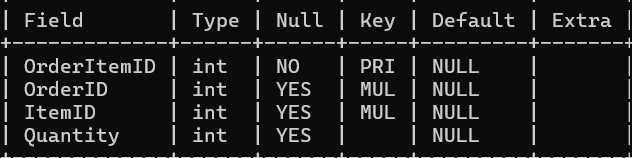 | Field | Type | Null | Key | Default | Extra |
+-------------+------+------+-----+---------+-------+
| OrderItemID | int | NO | PRI | NULL | |
| OrderID | int | YES | MUL | NULL | |
| ItemID | int | YES | MUL | NULL | |
| Quantity | int | YES | | NULL | |